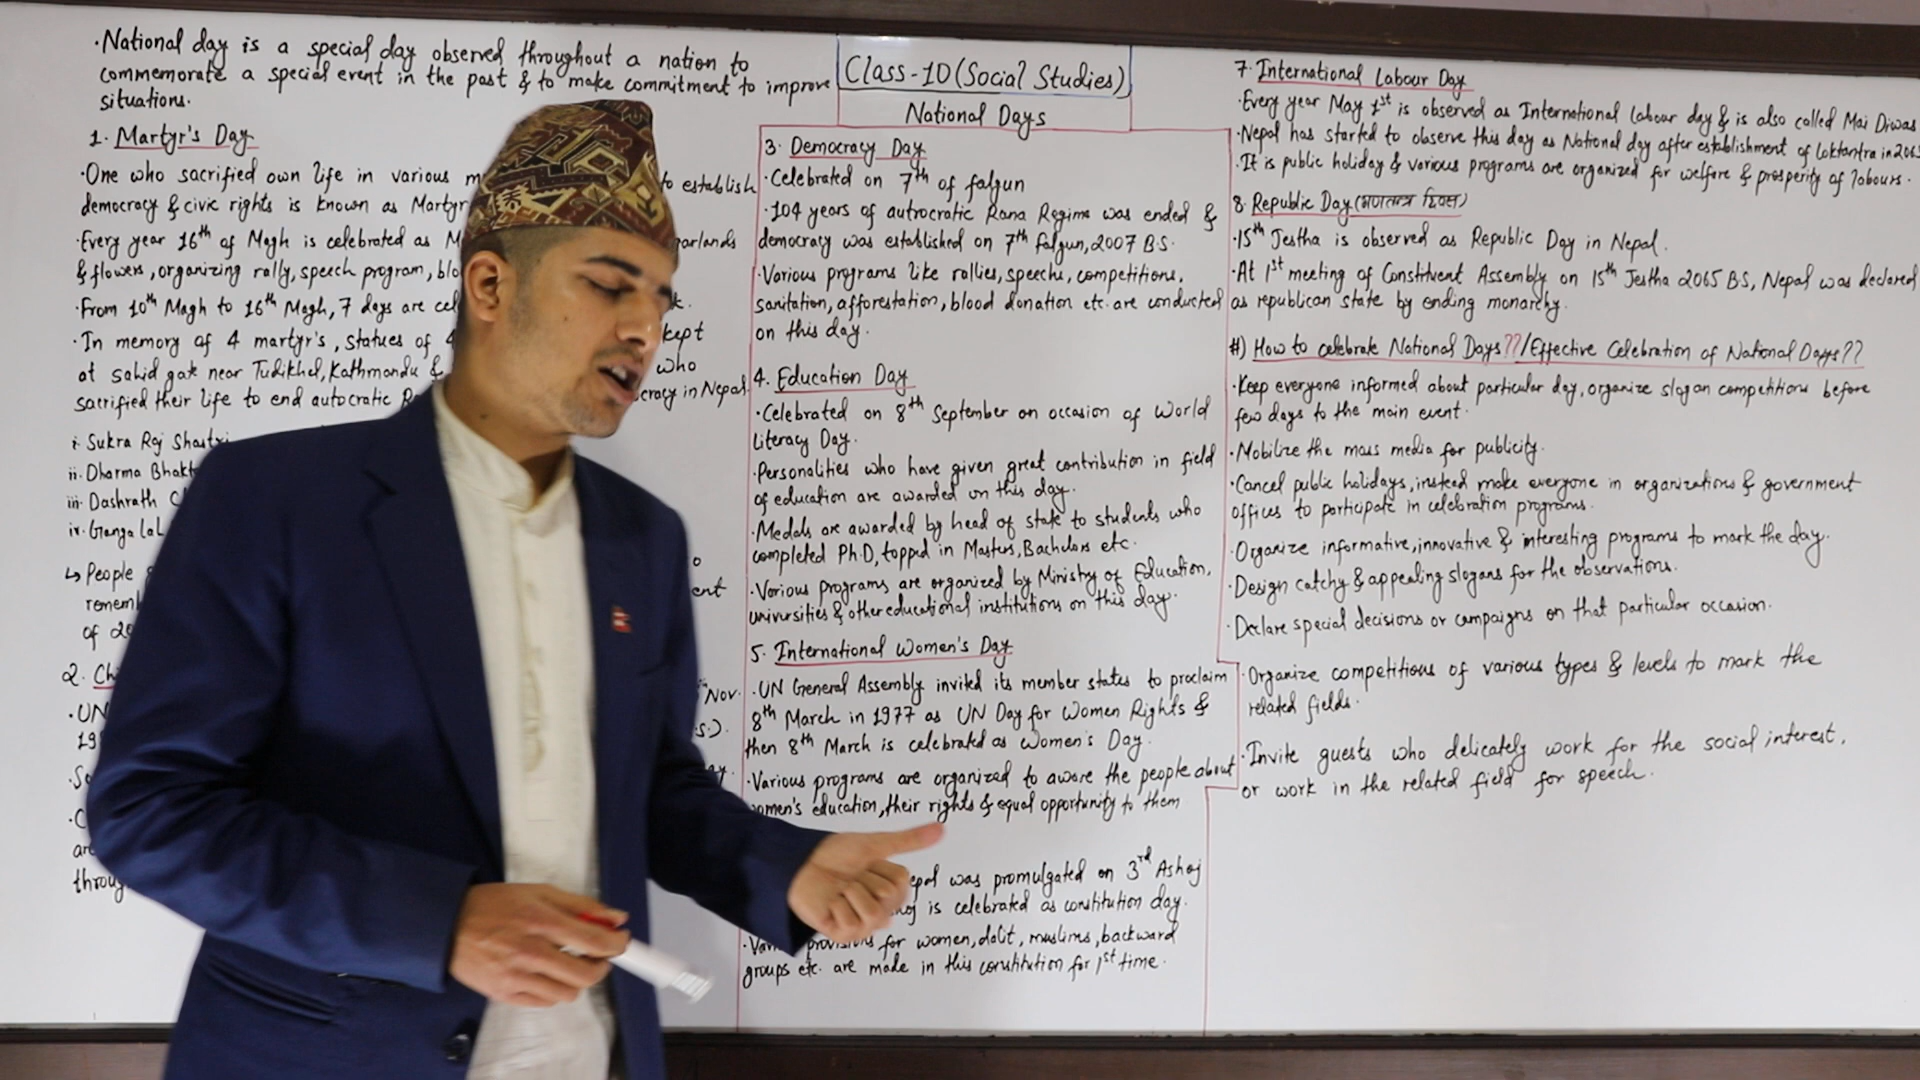 ·National day is a special day observed throughout a nation to
commemorate a special event in the past & to make commitment to improve
situations.
1. Martyr's Day
·One who sacrified own life in various to establish
democracy & civic rights is known as Martyr
·Every year 16th of Magh is celebrated as garlands
& flowers, organizing rally, speech program,
·From 10th Magh to 16th Magh, 7 days are
·In memory of 4 martyr's, statues of 4 kept
at sahid gate near Tudikhel, Kathmandu & who
sacrified their life to end autocratic in Nepal.
i. Sukra Raj Shastri
ii. Dharma
iii. Dashrath
iv. Ganga Lal
↳ People
of
2.
·UN Nov.
Class-10 (Social Studies)
National Days
3. Democracy Day
·Celebrated on 7th of falgun
·104 years of autrocratic Rana Regime was ended &
democracy was established on 7th falgun, 2007 B.S.
·Various programs like rallies, speechs, competitions,
sanitation, afforestation, blood donation etc. are conducted
on this day.
4. Education Day
·Celebrated on 8th September on occasion of World
Literacy Day.
·Personalities who have given great contribution in field
of education are awarded on this day.
·Medals are awarded by head of state to students who
completed Ph.D, topped in Masters, Bachelors etc.
·Various programs are organized by Ministry of Education,
universities & other educational institutions on this day.
5. International Women's Day
·UN General Assembly invited its member states to proclaim
8th March in 1977 as UN Day for Women Rights &
then 8th March is celebrated as Women's Day.
·Various programs are organized to aware the people about
women's education, their rights & equal opportunity to them
was promulgated on 3rd Ashoj
is celebrated as constitution day.
provisions for women, dalit, muslims, backward
groups etc. are made in this constitution for 1st time.
7. International Labour Day
·Every year May 1st is observed as International Labour day & is also called Mai Diwas
·Nepal has started to observe this day as National day after establishment of Loktantra in
·It is public holiday & various programs are organized for welfare & prosperity of labours.
8. Republic Day (गणतन्त्र दिवस)
·15th Jestha is observed as Republic Day in Nepal.
·At 1st meeting of Constituent Assembly on 15th Jestha 2065 BS, Nepal was declared
as republican state by ending monarchy.
#) How to celebrate National Days??/Effective Celebration of National Days??
·Keep everyone informed about particular day, organize slogan competitions before
few days to the main event.
·Mobilize the mass media for publicity.
·Cancel public holidays, instead make everyone in organizations & government
offices to participate in celebration programs.
·Organize informative, innovative & interesting programs to mark the day.
·Design catchy & appealing slogans for the observations.
·Declare special decisions or campaigns on that particular occasion.
·Organize competitions of various types & levels to mark the
related fields.
·Invite guests who delicately work for the social interest,
or work in the related field for speech.